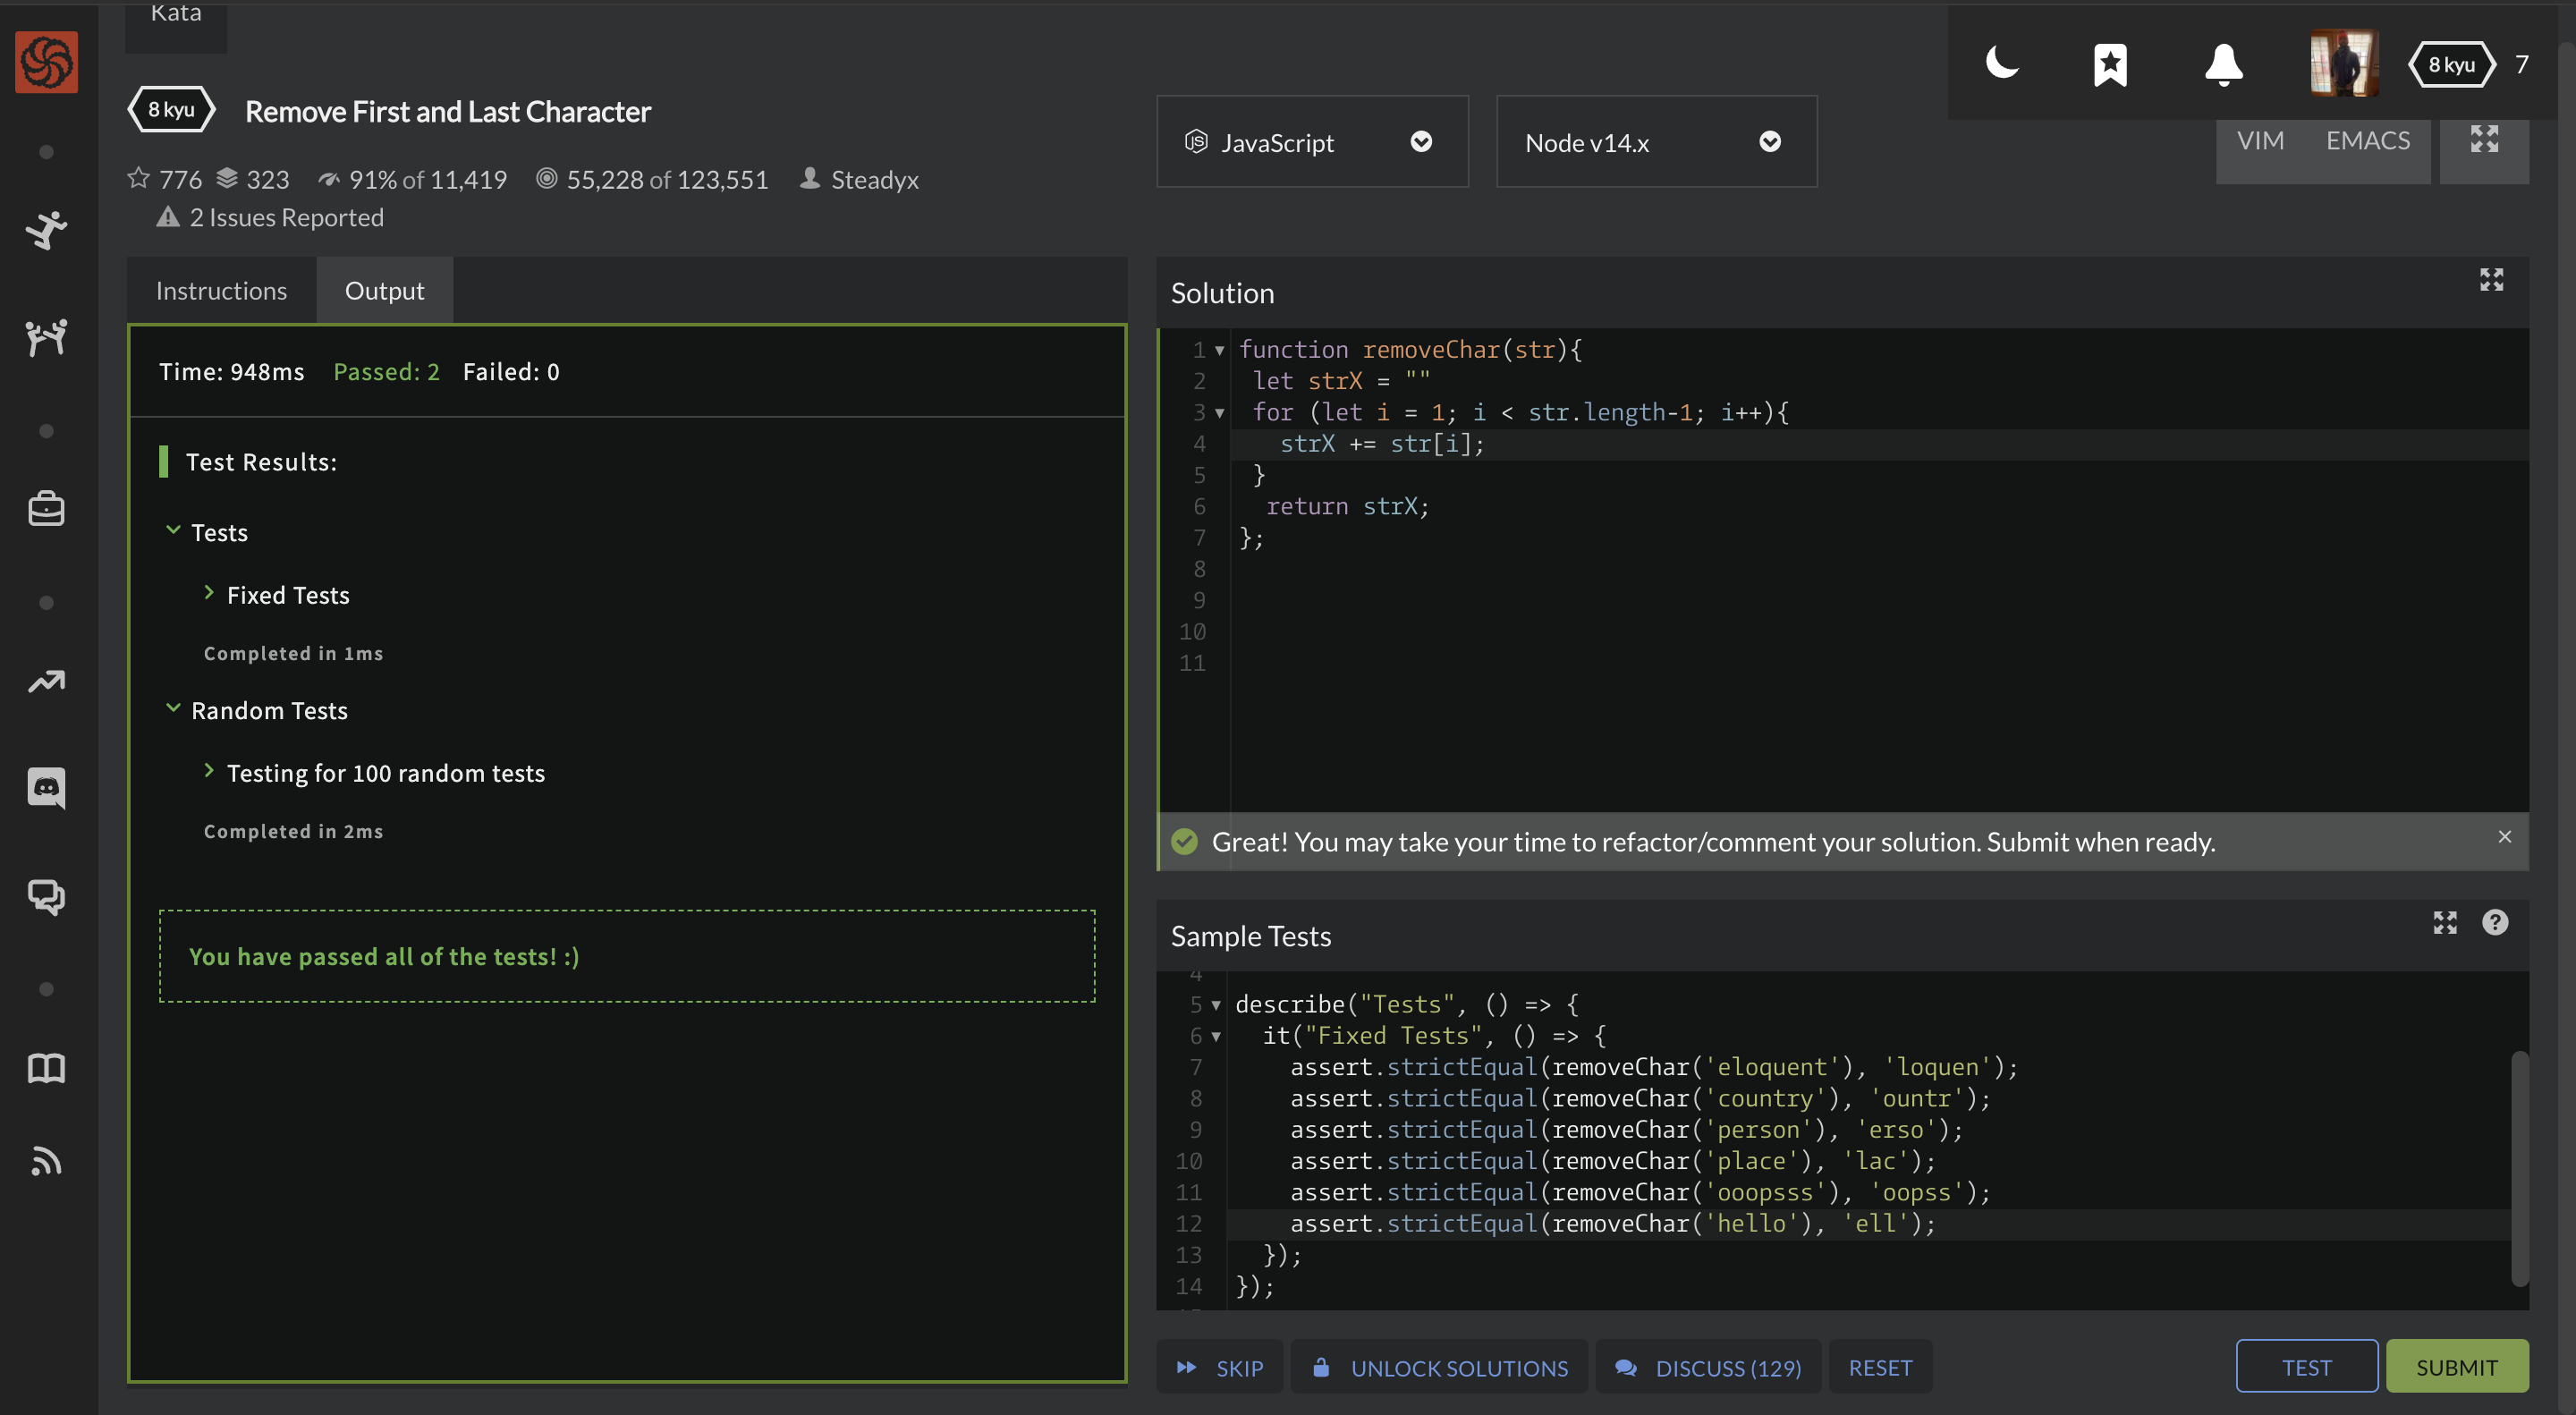 Kata
8 kyu
Remove First and Last Character
776 323 91% of 11,419 55,228 of 123,551 Steadyx
2 Issues Reported
JavaScript
Node v14.x
8 kyu 7
VIM EMACS
Instructions Output
Time: 948ms Passed: 2 Failed: 0
Test Results:
Tests
Fixed Tests
Completed in 1ms
Random Tests
Testing for 100 random tests
Completed in 2ms
You have passed all of the tests! :)
Solution
1 function removeChar(str){
2 let strX = ""
3 for (let i = 1; i < str.length-1; i++){
4 strX += str[i];
5 }
6 return strX;
7 };
8
9
10
11
Great! You may take your time to refactor/comment your solution. Submit when ready.
Sample Tests
4
5 describe("Tests", () => {
6 it("Fixed Tests", () => {
7 assert.strictEqual(removeChar('eloquent'), 'loquen');
8 assert.strictEqual(removeChar('country'), 'ountr');
9 assert.strictEqual(removeChar('person'), 'erso');
10 assert.strictEqual(removeChar('place'), 'lac');
11 assert.strictEqual(removeChar('ooopsss'), 'oopss');
12 assert.strictEqual(removeChar('hello'), 'ell');
13 });
14 });
SKIP UNLOCK SOLUTIONS DISCUSS (129) RESET TEST SUBMIT